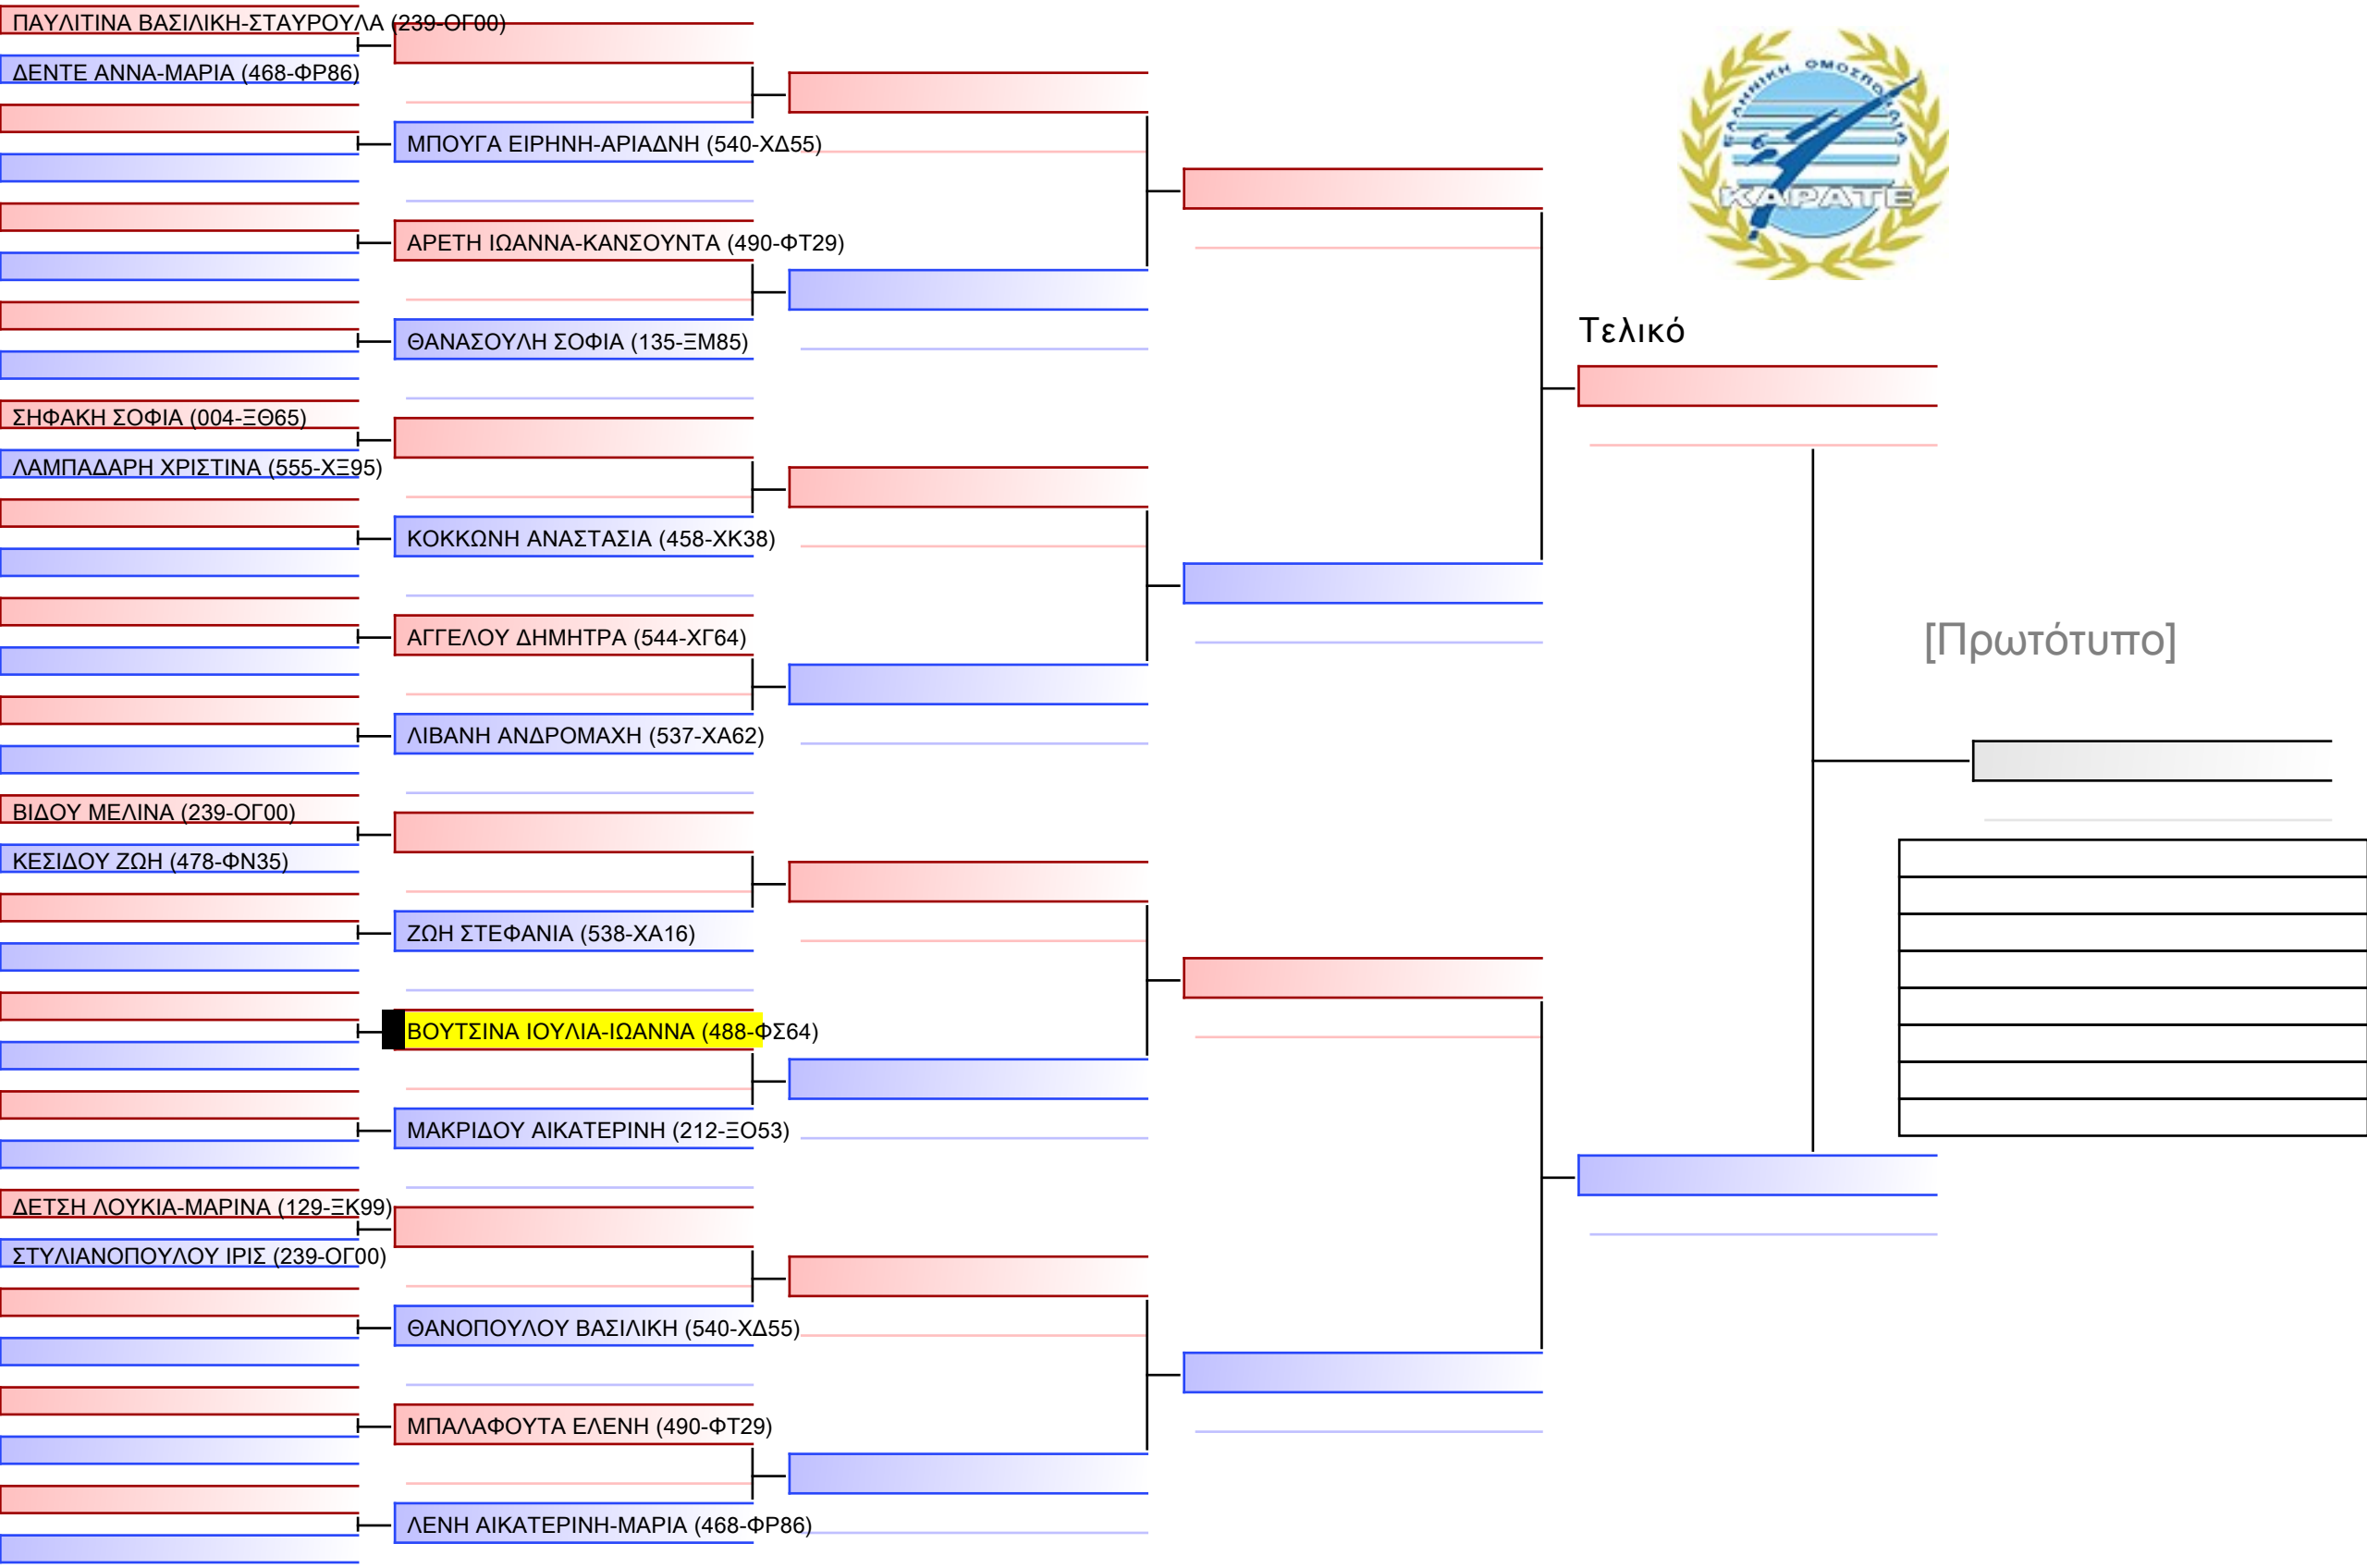 ΠΑΥΛΙΤΙΝΑ ΒΑΣΙΛΙΚΗ-ΣΤΑΥΡΟΥΛΑ (239-ΟΓ00)
ΔΕΝΤΕ ΑΝΝΑ-ΜΑΡΙΑ (468-ΦΡ86)
ΣΗΦΑΚΗ ΣΟΦΙΑ (004-ΞΘ65)
ΛΑΜΠΑΔΑΡΗ ΧΡΙΣΤΙΝΑ (555-ΧΞ95)
ΒΙΔΟΥ ΜΕΛΙΝΑ (239-ΟΓ00)
ΚΕΣΙΔΟΥ ΖΩΗ (478-ΦΝ35)
ΔΕΤΣΗ ΛΟΥΚΙΑ-ΜΑΡΙΝΑ (129-ΞΚ99)
ΣΤΥΛΙΑΝΟΠΟΥΛΟΥ ΙΡΙΣ (239-ΟΓ00)
ΜΠΟΥΓΑ ΕΙΡΗΝΗ-ΑΡΙΑΔΝΗ (540-ΧΔ55)
ΑΡΕΤΗ ΙΩΑΝΝΑ-ΚΑΝΣΟΥΝΤΑ (490-ΦΤ29)
ΘΑΝΑΣΟΥΛΗ ΣΟΦΙΑ (135-ΞΜ85)
ΚΟΚΚΩΝΗ ΑΝΑΣΤΑΣΙΑ (458-ΧΚ38)
ΑΓΓΕΛΟΥ ΔΗΜΗΤΡΑ (544-ΧΓ64)
ΛΙΒΑΝΗ ΑΝΔΡΟΜΑΧΗ (537-ΧΑ62)
ΖΩΗ ΣΤΕΦΑΝΙΑ (538-ΧΑ16)
ΒΟΥΤΣΙΝΑ ΙΟΥΛΙΑ-ΙΩΑΝΝΑ (488-ΦΣ64)
ΜΑΚΡΙΔΟΥ ΑΙΚΑΤΕΡΙΝΗ (212-ΞΟ53)
ΘΑΝΟΠΟΥΛΟΥ ΒΑΣΙΛΙΚΗ (540-ΧΔ55)
ΜΠΑΛΑΦΟΥΤΑ ΕΛΕΝΗ (490-ΦΤ29)
ΛΕΝΗ ΑΙΚΑΤΕΡΙΝΗ-ΜΑΡΙΑ (468-ΦΡ86)
ΕΛΛΗΝΙΚΗ ΟΜΟΣΠΟΝΔΙΑ
ΚΑΡΑΤΕ
Τελικό
[Πρωτότυπο]